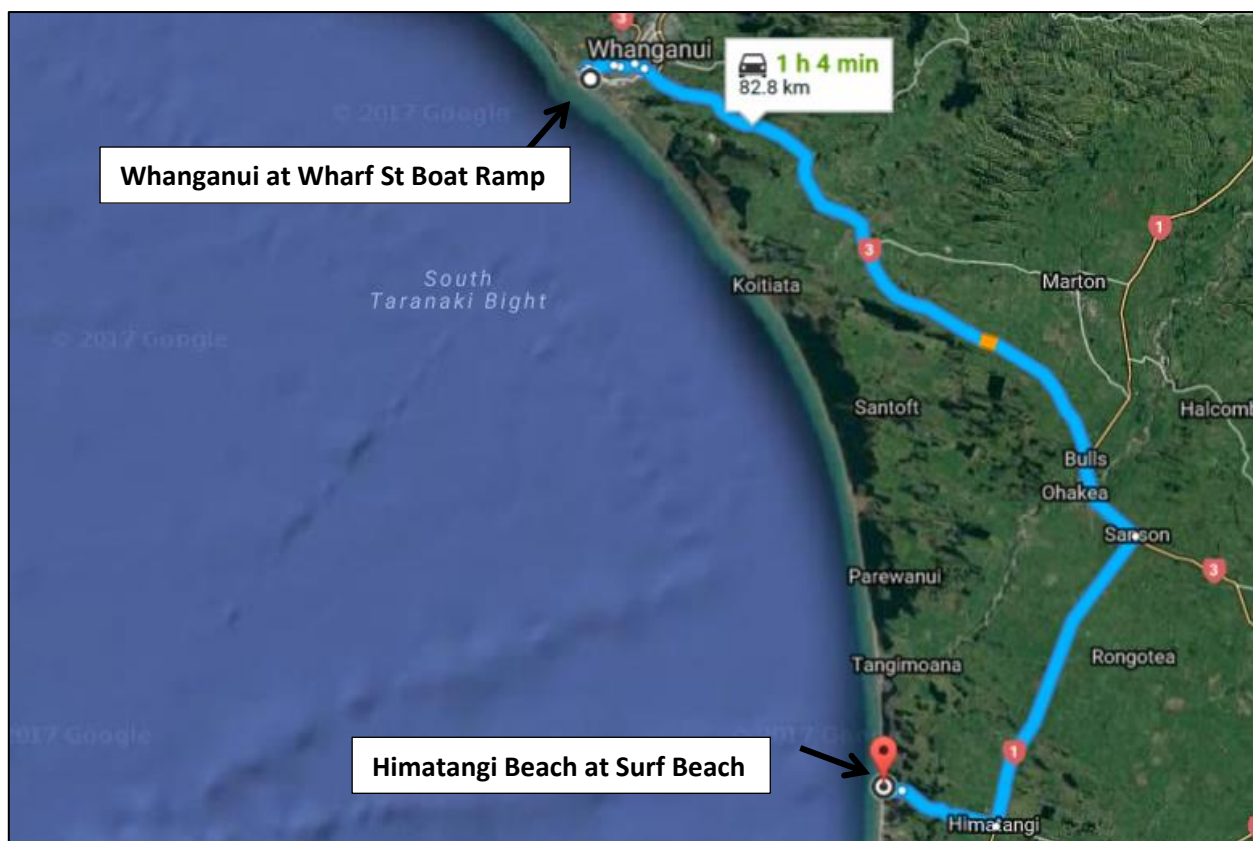 3
Whanganui
1 h 4 min
82.8 km
© 2017 Google
Whanganui at Wharf St Boat Ramp
1
3
South
Taranaki Bight
Koitiata
Marton
© 2017 Google
Santoft
Halcomb
Bulls
Ohakea
Sanson
3
Parewanui
Rongotea
Tangimoana
2017 Google
Himatangi Beach at Surf Beach
1
Himatangi